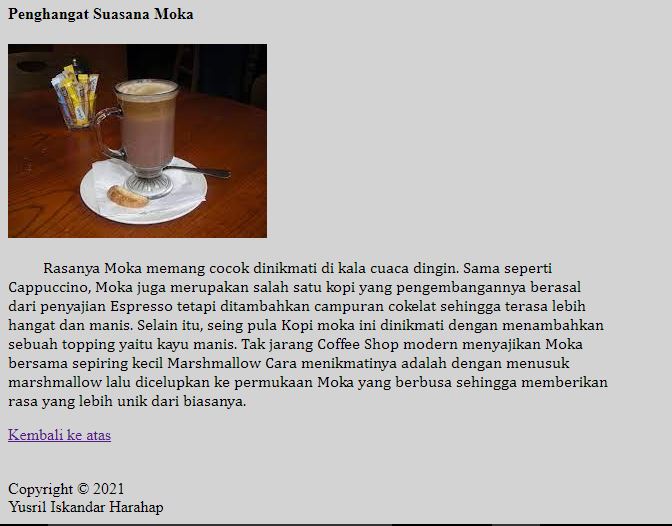 Penghangat Suasana Moka
Rasanya Moka memang cocok dinikmati di kala cuaca dingin. Sama seperti
Cappuccino, Moka juga merupakan salah satu kopi yang pengembangannya berasal
dari penyajian Espresso tetapi ditambahkan campuran cokelat sehingga terasa lebih
hangat dan manis. Selain itu, seing pula Kopi moka ini dinikmati dengan menambahkan
sebuah topping yaitu kayu manis. Tak jarang Coffee Shop modern menyajikan Moka
bersama sepiring kecil Marshmallow Cara menikmatinya adalah dengan menusuk
marshmallow lalu dicelupkan ke permukaan Moka yang berbusa sehingga memberikan
rasa yang lebih unik dari biasanya.
Kembali ke atas
Copyright © 2021
Yusril Iskandar Harahap